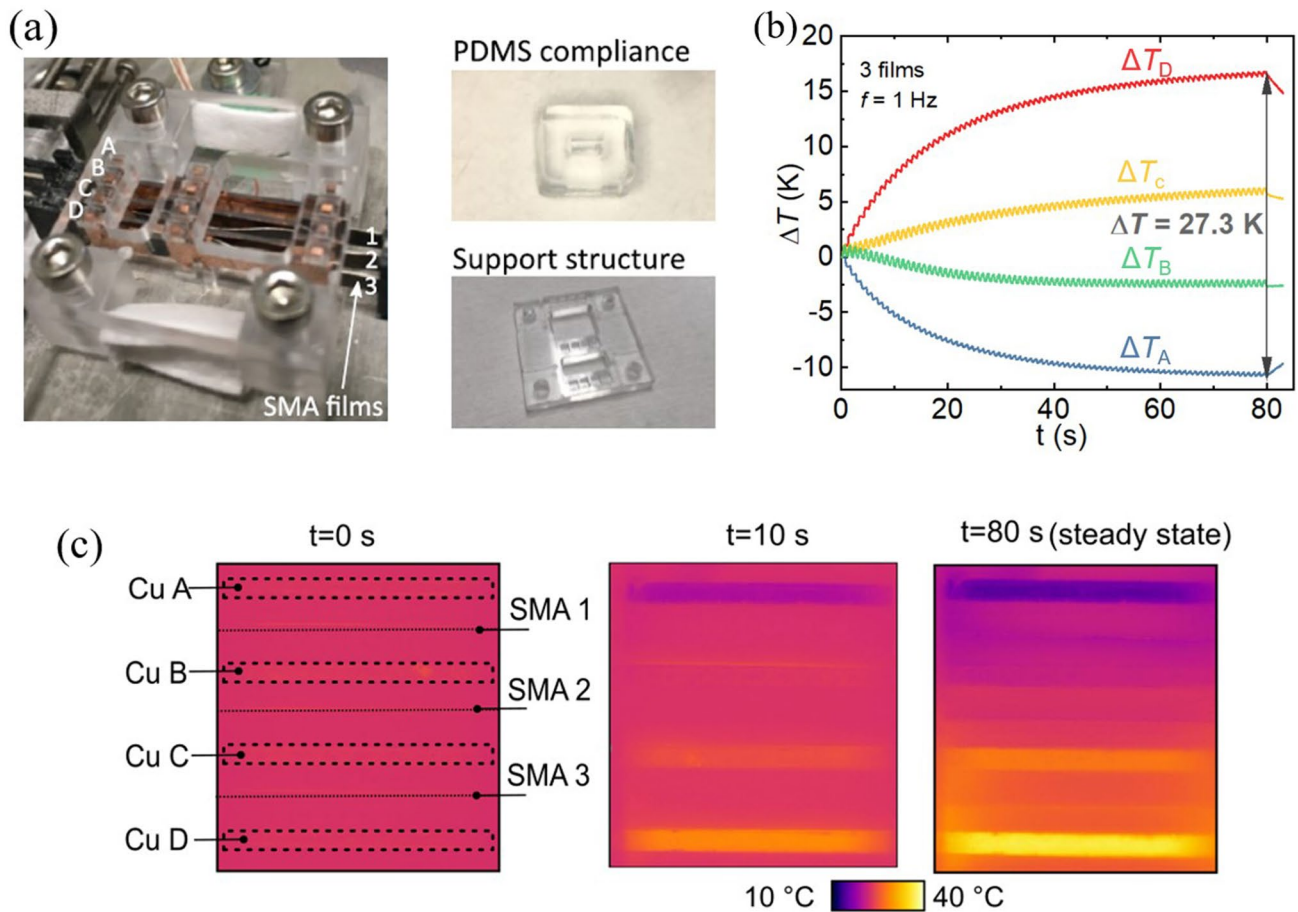 (a)
A
B
C
D
1
2
3
SMA films
PDMS compliance
Support structure
(b)
20
15
10
5
0
-5
-10
ΔT (K)
3 films
f = 1 Hz
ΔT_D
ΔT_c
ΔT = 27.3 K
ΔT_B
ΔT_A
0 20 40 60 80
t (s)
(c)
t=0 s
t=10 s
t=80 s (steady state)
Cu A
SMA 1
Cu B
SMA 2
Cu C
SMA 3
Cu D
10 °C
40 °C